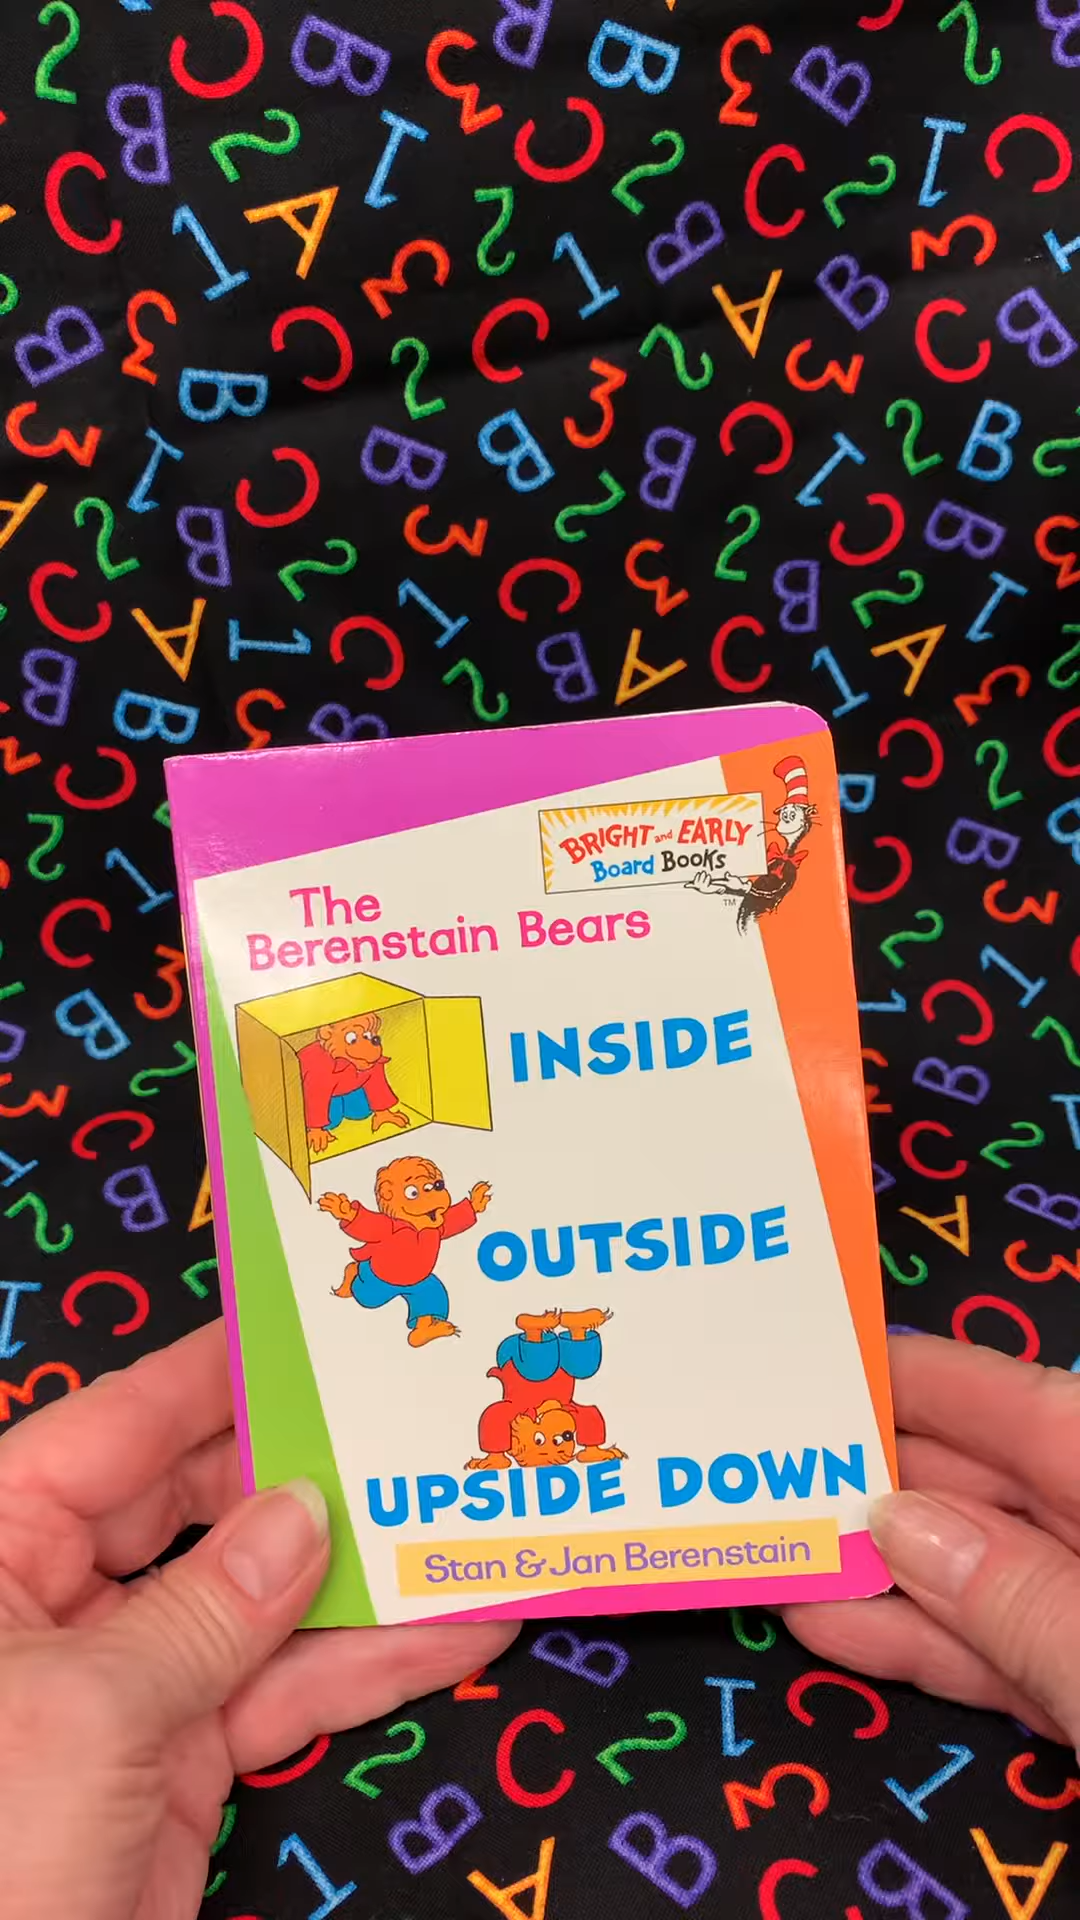 BRIGHT and EARLY
Board Books
TM
The
Berenstain Bears
INSIDE
OUTSIDE
UPSIDE DOWN
Stan & Jan Berenstain